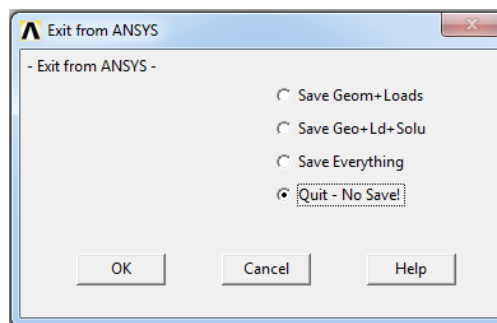 Exit from ANSYS
- Exit from ANSYS -
Save Geom+Loads
Save Geo+Ld+Solu
Save Everything
Quit - No Save!
OK Cancel Help